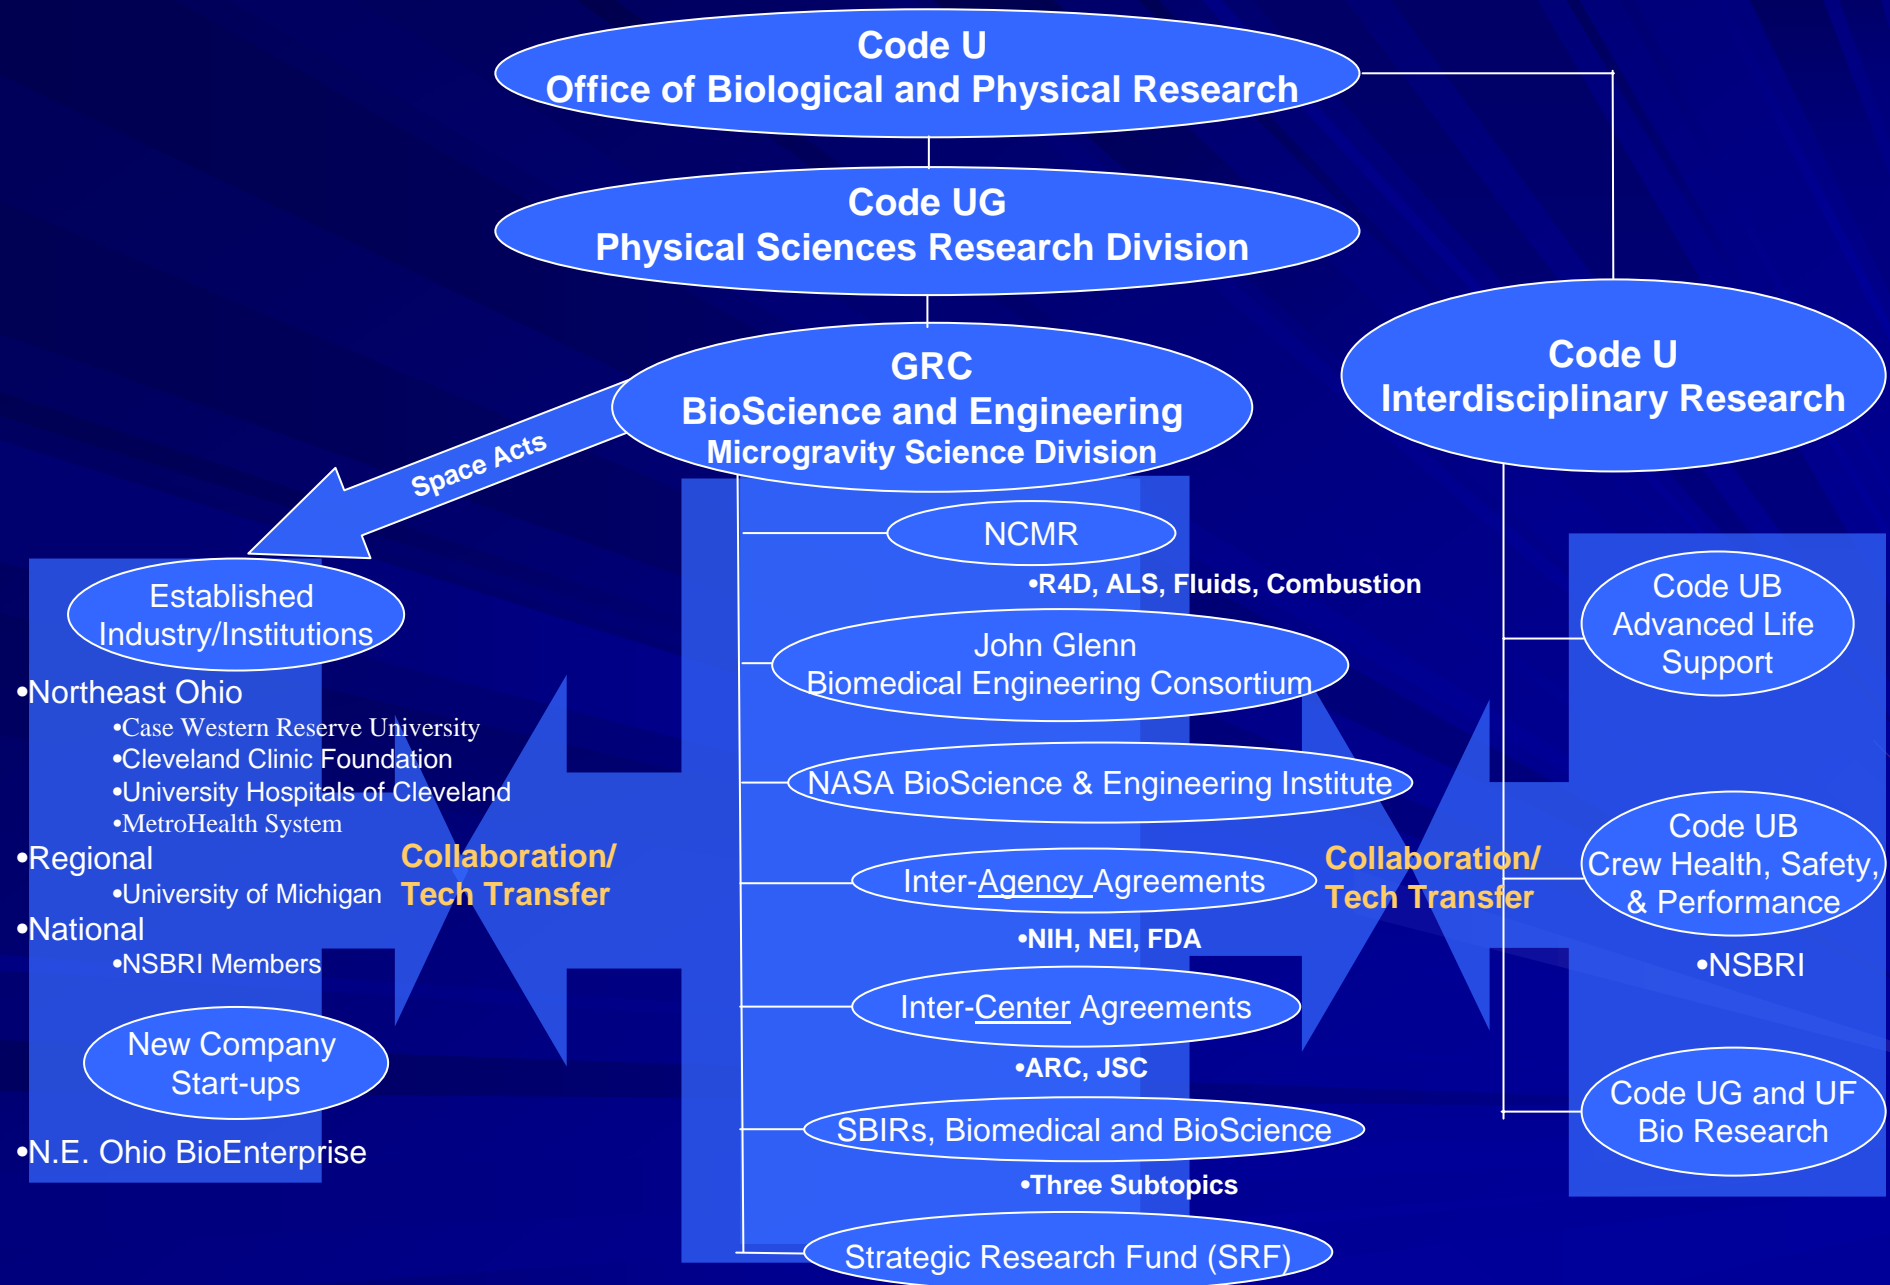 Code U
Office of Biological and Physical Research
Code UG
Physical Sciences Research Division
GRC
BioScience and Engineering
Microgravity Science Division
Code U
Interdisciplinary Research
Space Acts
Established
Industry/Institutions
•Northeast Ohio
•Case Western Reserve University
•Cleveland Clinic Foundation
•University Hospitals of Cleveland
•MetroHealth System
•Regional
•University of Michigan
•National
•NSBRI Members
New Company
Start-ups
•N.E. Ohio BioEnterprise
Collaboration/
Tech Transfer
NCMR
•R4D, ALS, Fluids, Combustion
John Glenn
Biomedical Engineering Consortium
NASA BioScience & Engineering Institute
Inter-Agency Agreements
•NIH, NEI, FDA
Inter-Center Agreements
•ARC, JSC
SBIRs, Biomedical and BioScience
•Three Subtopics
Strategic Research Fund (SRF)
Collaboration/
Tech Transfer
Code UB
Advanced Life
Support
Code UB
Crew Health, Safety,
& Performance
•NSBRI
Code UG and UF
Bio Research